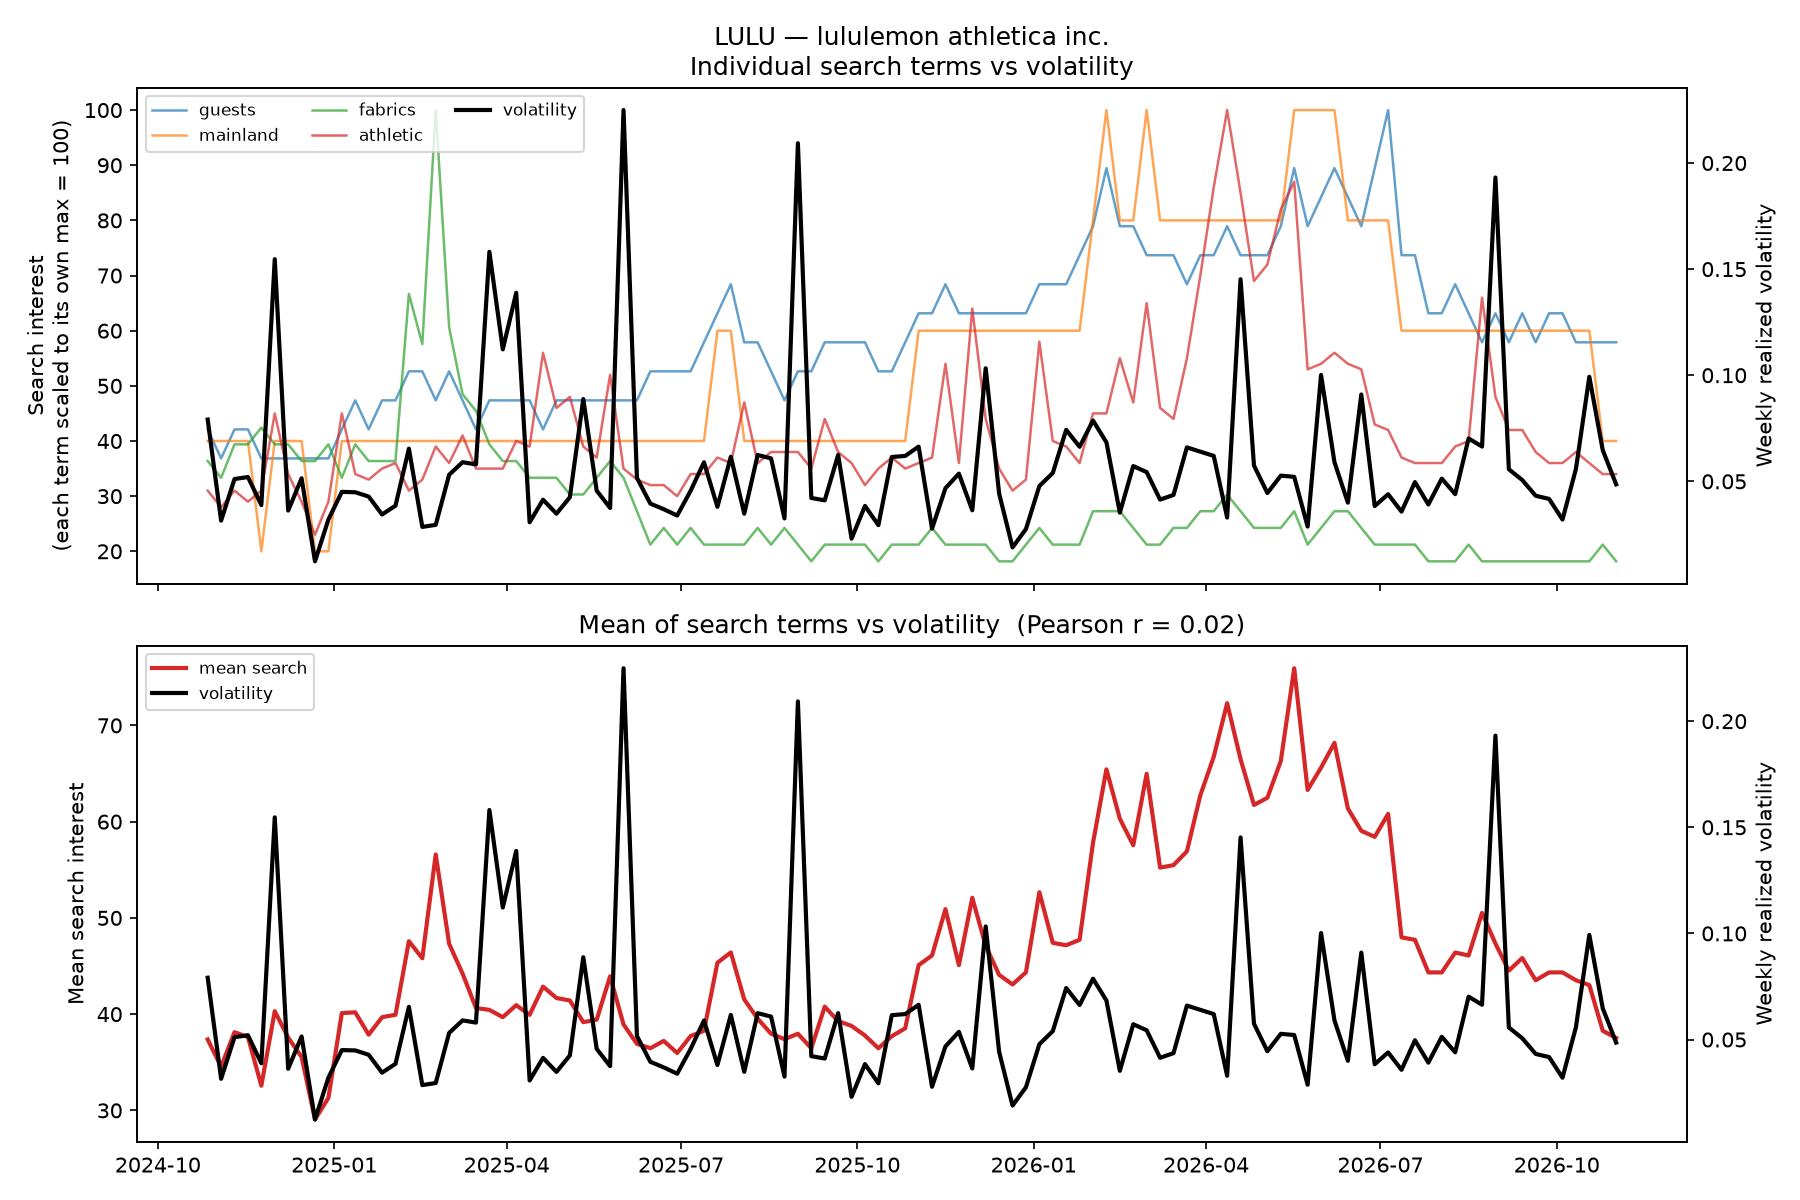 LULU — lululemon athletica inc.
Individual search terms vs volatility
guests
mainland
fabrics
athletic
volatility
Search interest
(each term scaled to its own max = 100)
100
90
80
70
60
50
40
30
20
0.20
0.15
0.10
0.05
Weekly realized volatility
Mean of search terms vs volatility (Pearson r = 0.02)
mean search
volatility
Mean search interest
70
60
50
40
30
0.20
0.15
0.10
0.05
Weekly realized volatility
2024-10 2025-01 2025-04 2025-07 2025-10 2026-01 2026-04 2026-07 2026-10